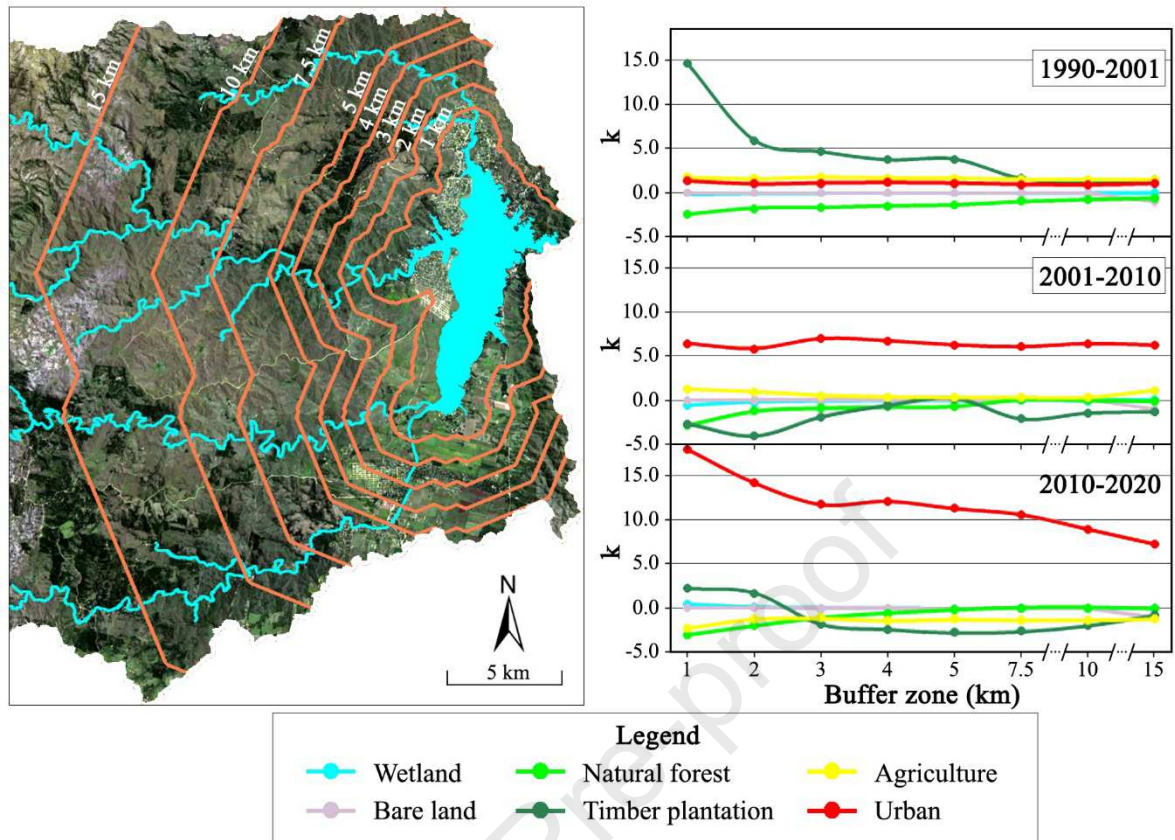 15 km
10 km
7.5 km
5 km
4 km
3 km
2 km
1 km
N
5 km
15.0
10.0
5.0
0.0
-5.0
k
1990-2001
15.0
10.0
5.0
0.0
-5.0
k
2001-2010
15.0
10.0
5.0
0.0
-5.0
k
2010-2020
/···/ /···/
/···/ /···/
/···/ /···/
1 2 3 4 5 7.5 10 15
Buffer zone (km)
Legend
Wetland Natural forest Agriculture
Bare land Timber plantation Urban
Pre-proof